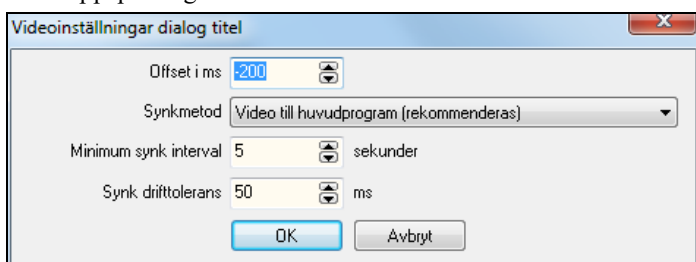 Videoinställningar dialog titel
Offset i ms -200
Synkmetod Video till huvudprogram (rekommenderas)
Minimum synk interval 5 sekunder
Synk drifttolerans 50 ms
OK Avbryt